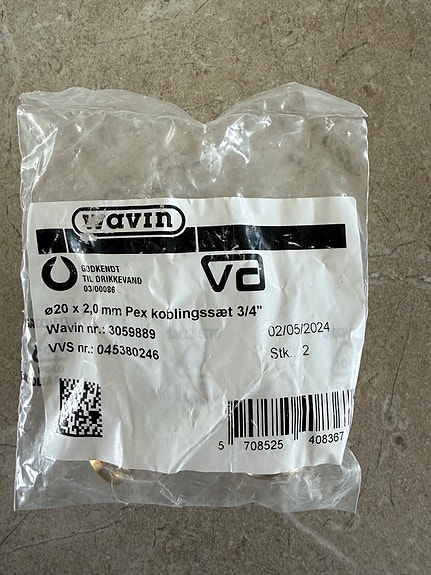 wavin
GODKENDT
TIL DRIKKEVAND
03/00086
va
ø20 x 2,0 mm Pex koblingssæt 3/4"
Wavin nr.: 3059889
02/05/2024
VVS nr.: 045380246
Stk.: 2
5 708525 408367